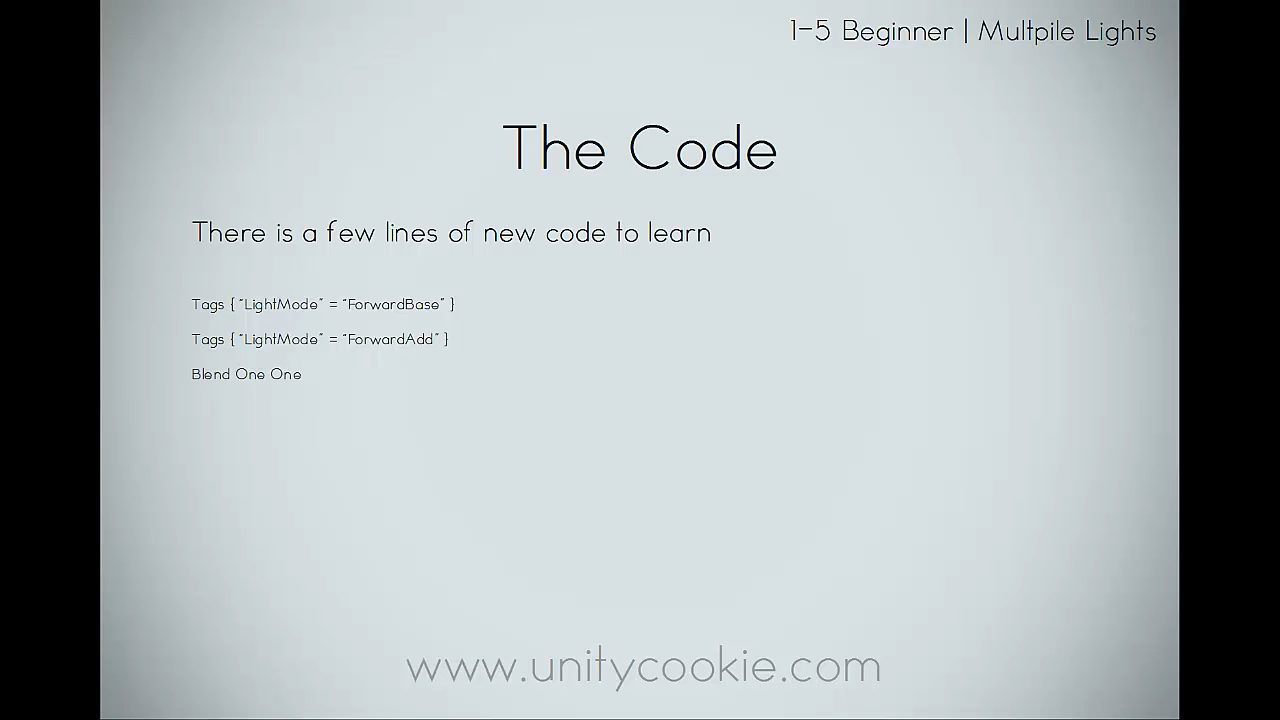 1-5 Beginner | Multpile Lights
The Code
There is a few lines of new code to learn
Tags { "LightMode" = "ForwardBase" }
Tags { "LightMode" = "ForwardAdd" }
Blend One One
www.unitycookie.com